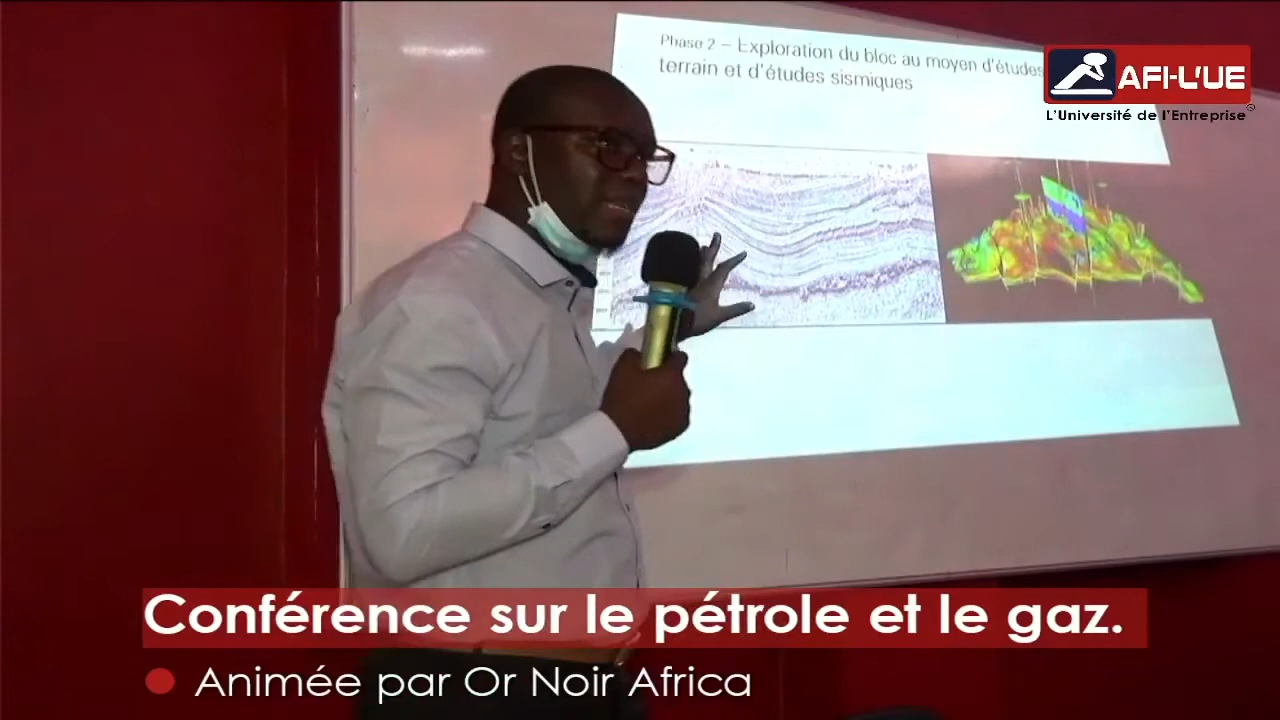 Phase 2 – Exploration du bloc au moyen d'études
terrain et d'études sismiques
AFI-L'UE
L'Université de l'Entreprise
Conférence sur le pétrole et le gaz.
Animée par Or Noir Africa